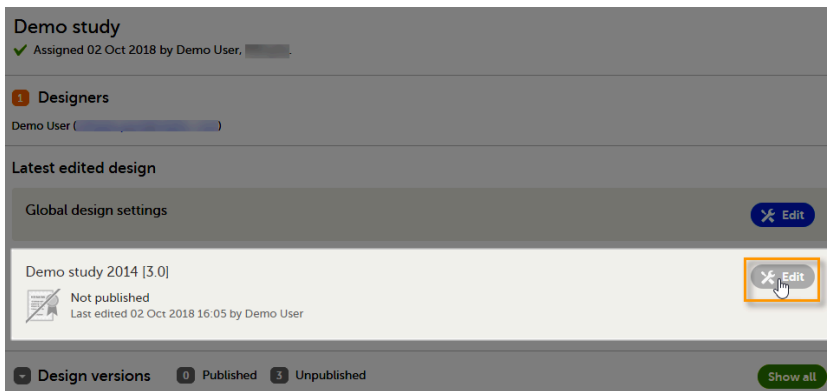 Demo study
Assigned 02 Oct 2018 by Demo User, .
1 Designers
Demo User ( )
Latest edited design
Global design settings
Edit
Demo study 2014 [3.0]
Edit
Not published
Last edited 02 Oct 2018 16:05 by Demo User
Design versions 0 Published 3 Unpublished Show all